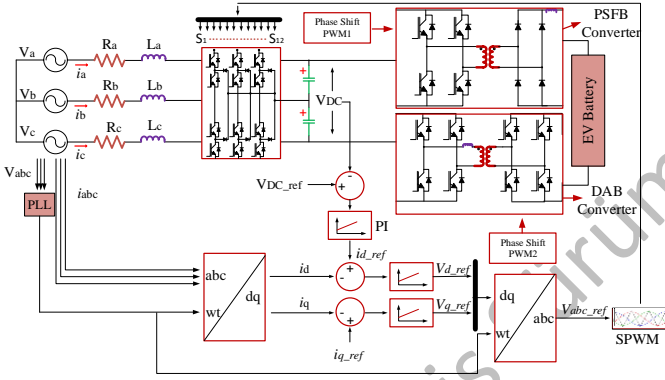 Phase Shift
PWM1
PSFB
Converter
S1 ......... S12
Va
Ra
La
ia
Vb
Rb
Lb
ib
Vc
Rc
Lc
ic
VDC
EV Battery
Vabc
iabc
PLL
VDC_ref
-
+
PI
DAB
Converter
Phase Shift
PWM2
id_ref
abc
dq
wt
id
-
+
Vd_ref
iq
-
+
Vq_ref
iq_ref
dq
abc
wt
Vabc_ref
SPWM
+
+